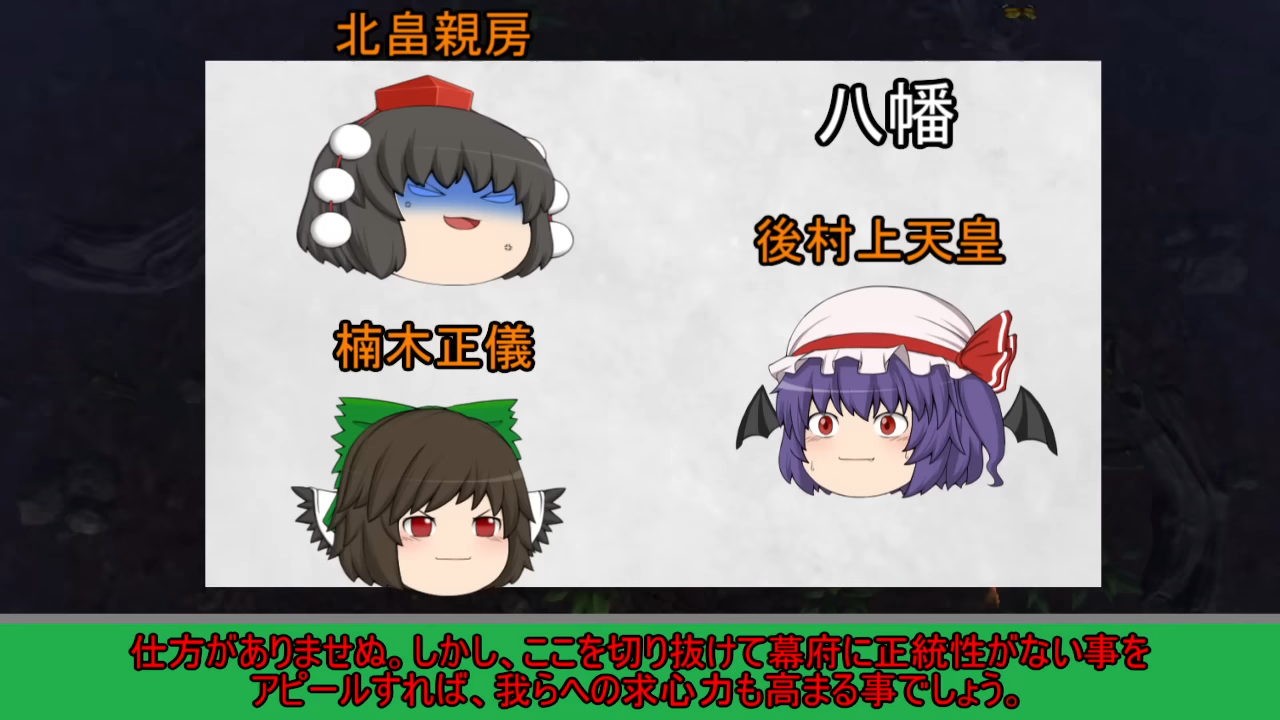 北畠親房
八幡
後村上天皇
楠木正儀
仕方がありませぬ。しかし、ここを切り抜けて幕府に正統性がない事を
アピールすれば、我らへの求心力も高まる事でしょう。